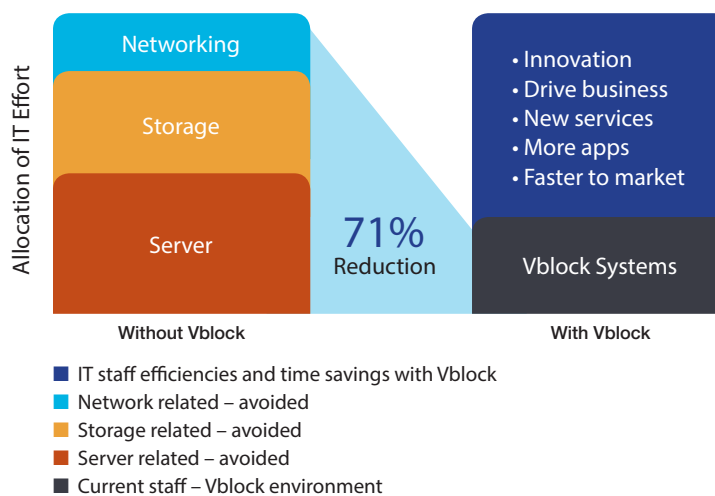 Allocation of IT Effort
Networking
Storage
Server
71%
Reduction
• Innovation
• Drive business
• New services
• More apps
• Faster to market
Vblock Systems
Without Vblock
With Vblock
IT staff efficiencies and time savings with Vblock
Network related – avoided
Storage related – avoided
Server related – avoided
Current staff – Vblock environment